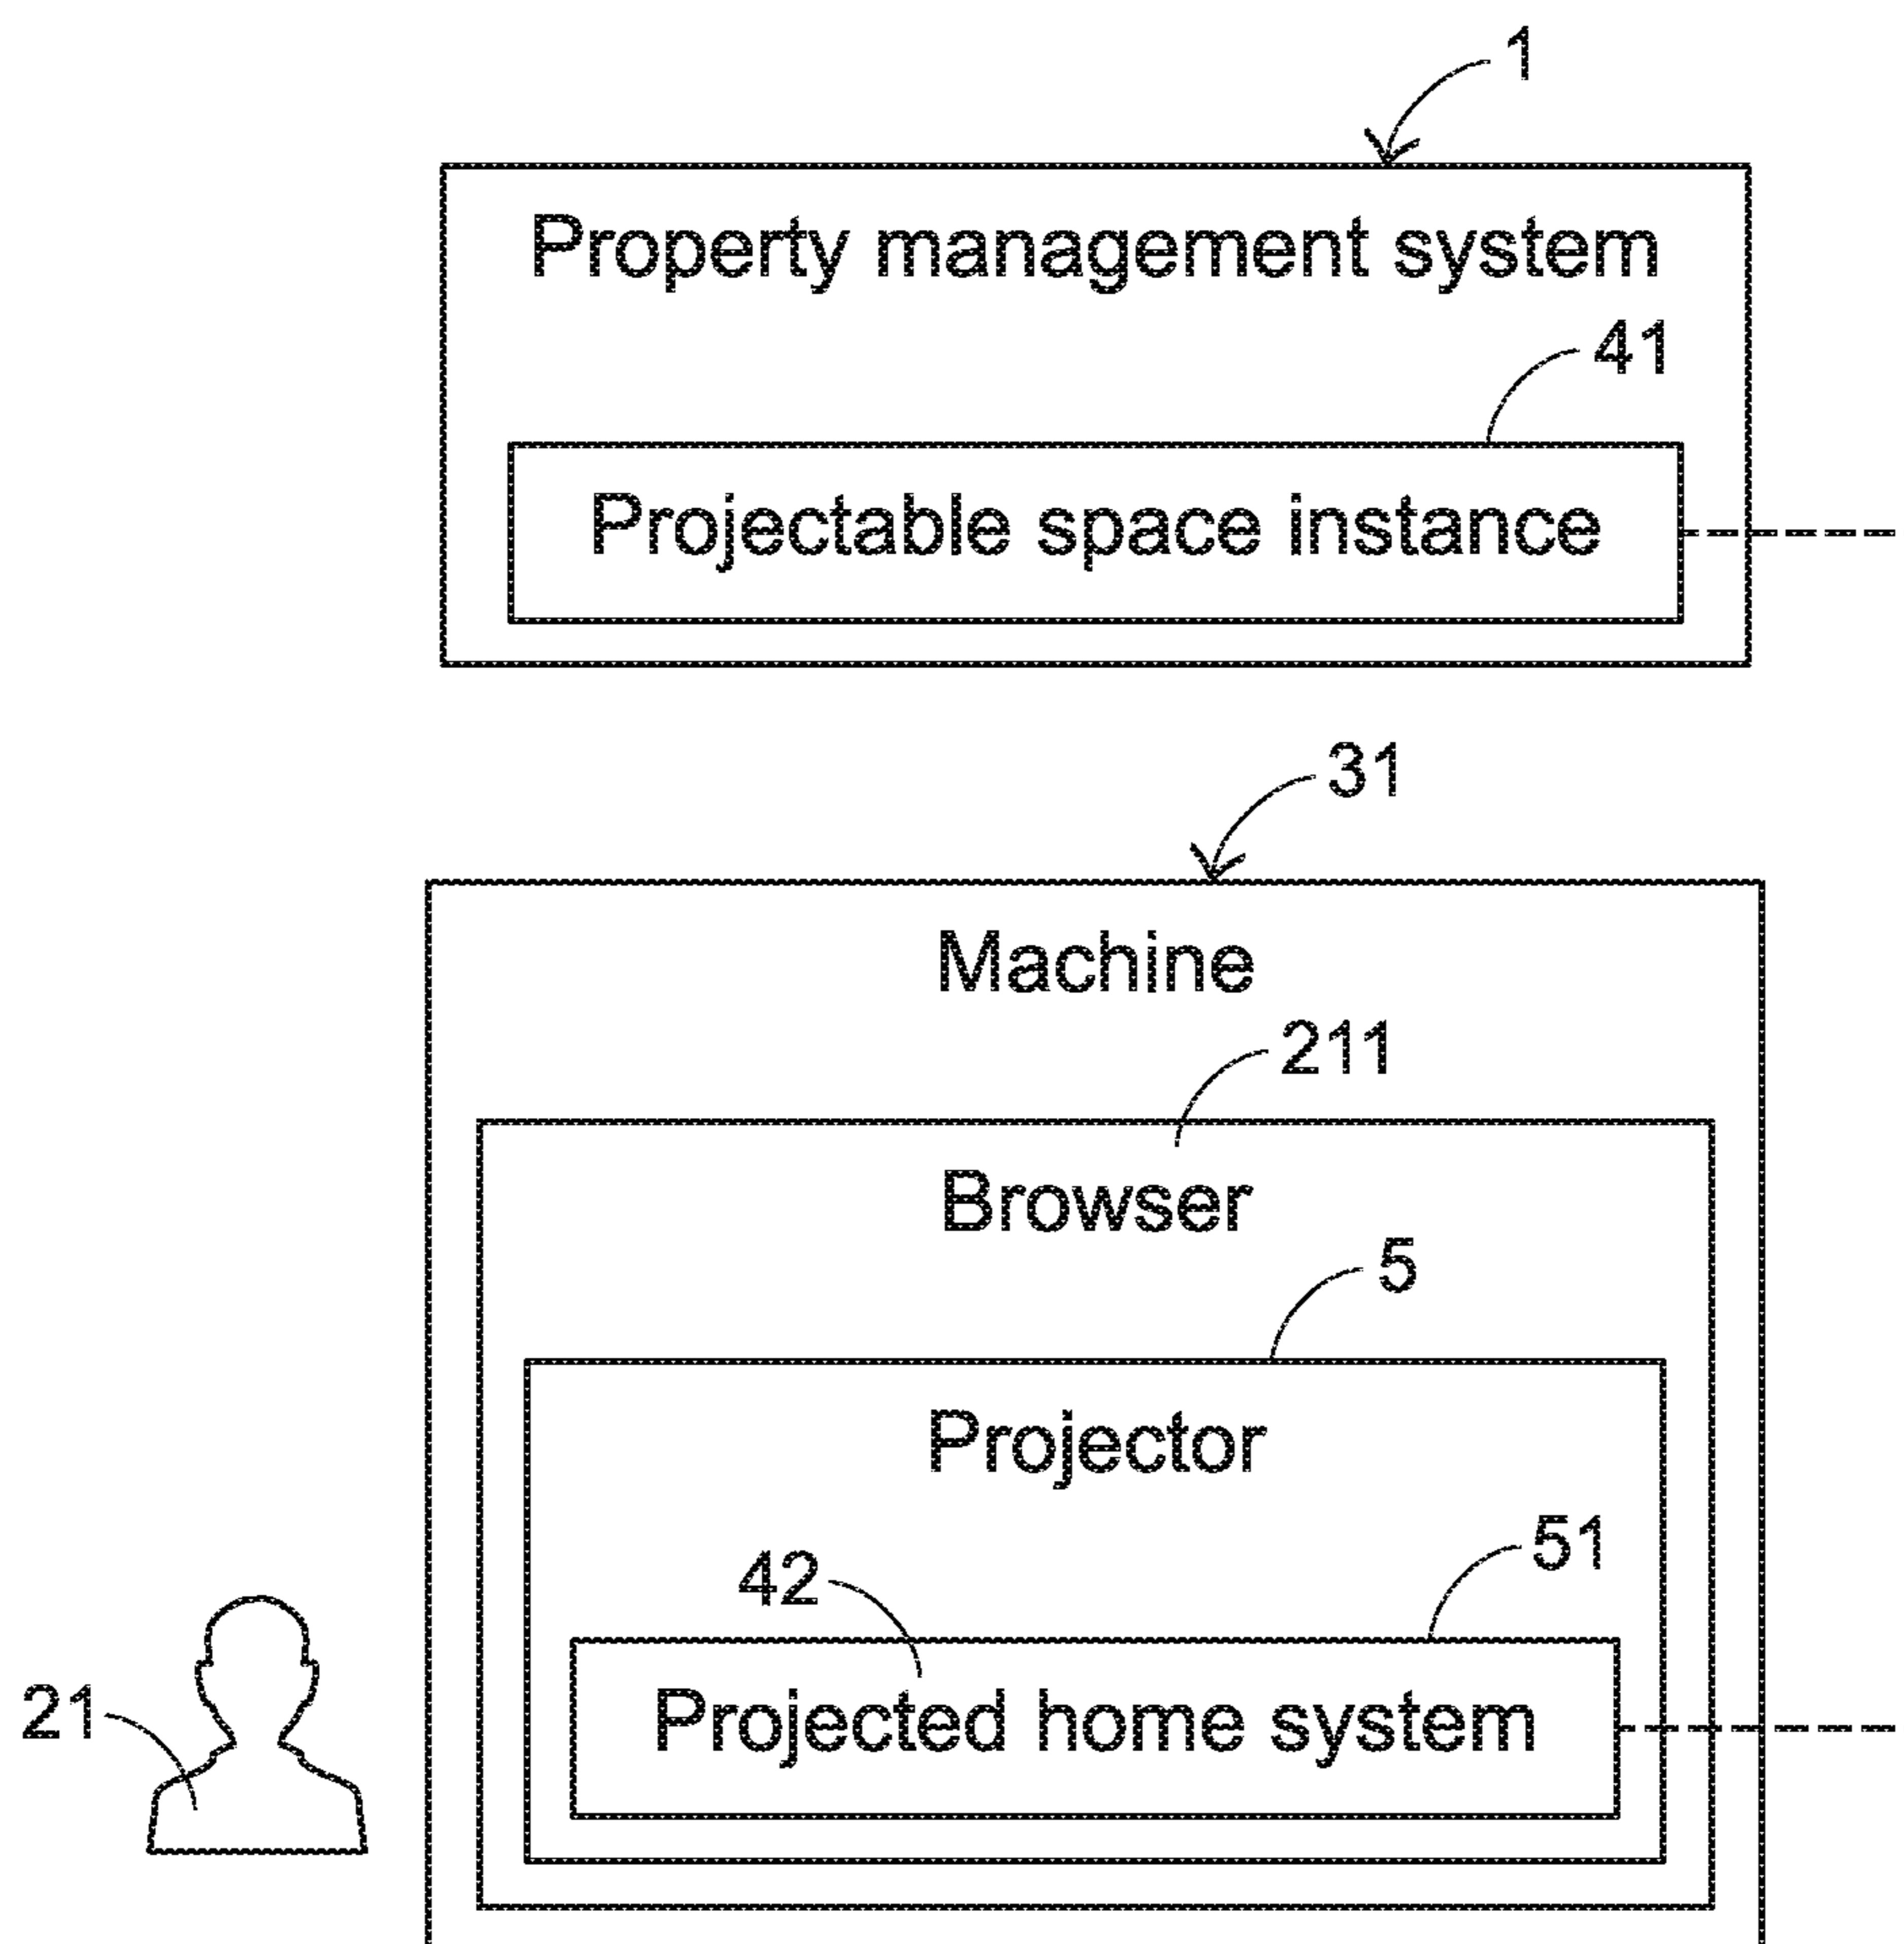 1
Property management system
41
Projectable space instance
31
Machine
211
Browser
5
Projector
51
42
Projected home system
21